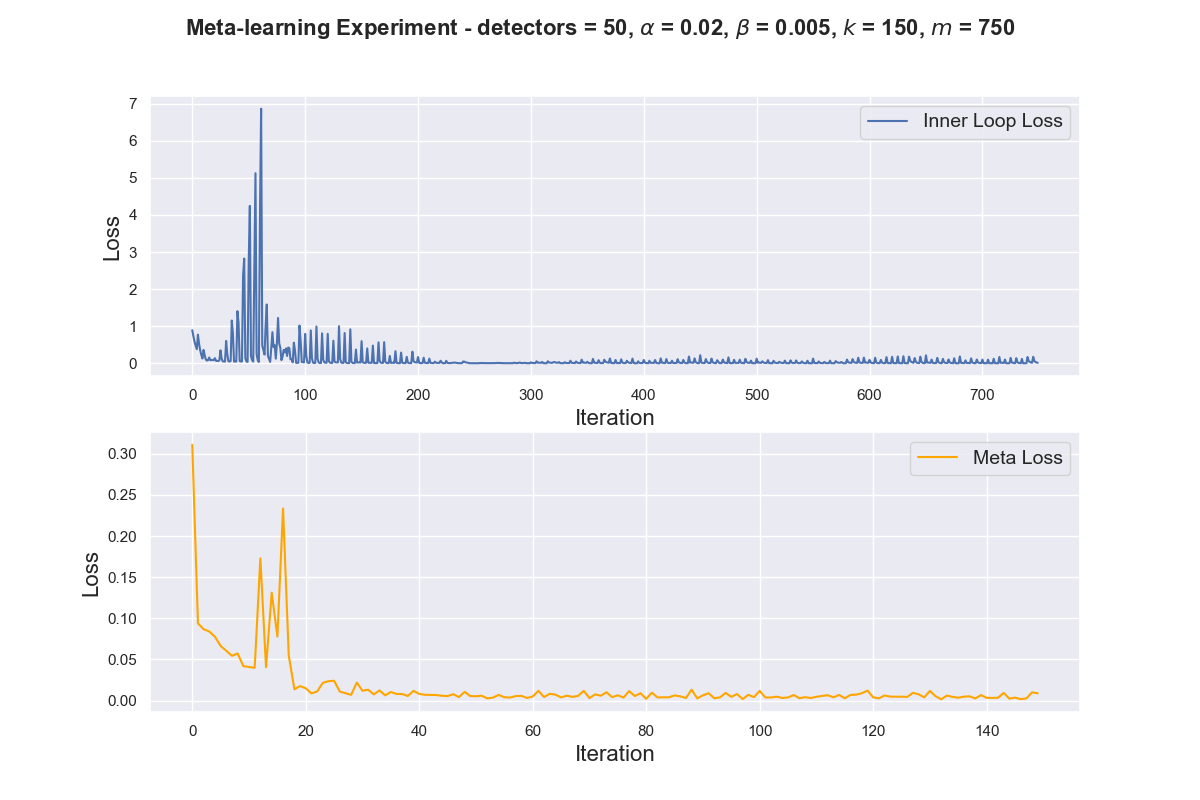 Meta-learning Experiment - detectors = 50, α = 0.02, β = 0.005, k = 150, m = 750
7
6
5
4
3
2
1
0
Loss
Inner Loop Loss
0 100 200 300 400 500 600 700
Iteration
0.30
0.25
0.20
0.15
0.10
0.05
0.00
Loss
Meta Loss
0 20 40 60 80 100 120 140
Iteration